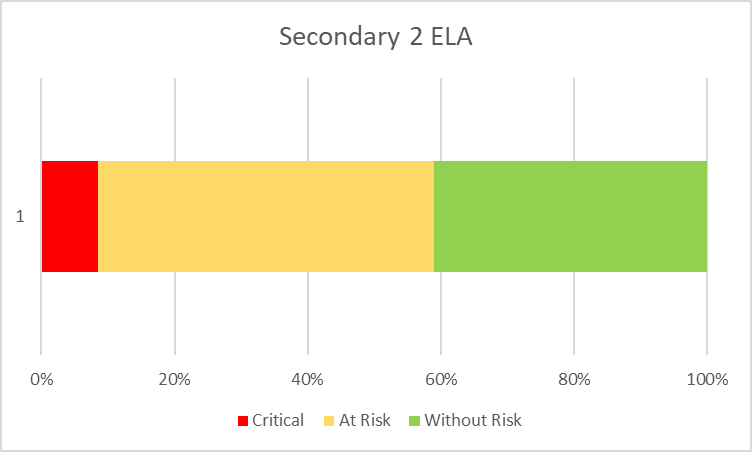 Secondary 2 ELA
1
0% 20% 40% 60% 80% 100%
Critical At Risk Without Risk